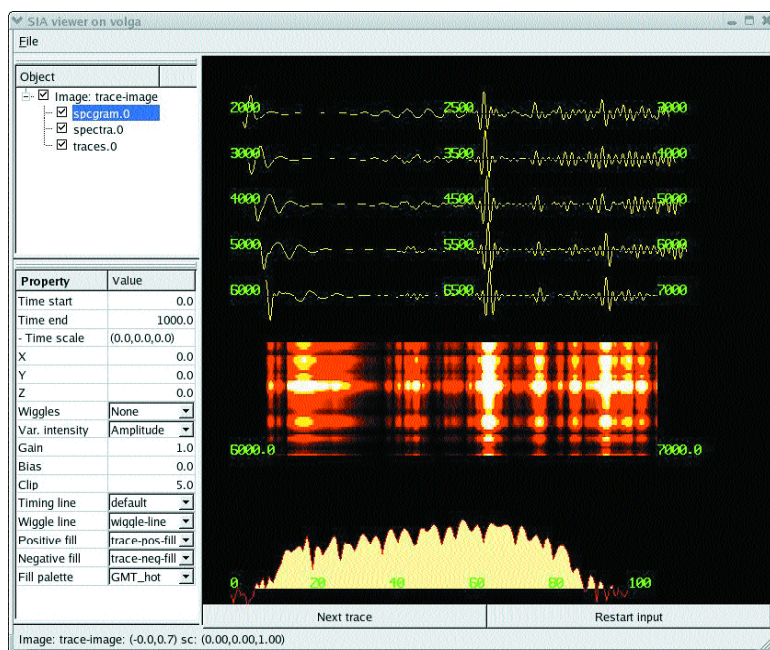 SIA viewer on volga
File
Object
Image: trace-image
spcgram.0
spectra.0
traces.0
Property Value
Time start 0.0
Time end 1000.0
- Time scale (0.0,0.0,0.0)
X 0.0
Y 0.0
Z 0.0
Wiggles None
Var. intensity Amplitude
Gain 1.0
Bias 0.0
Clip 5.0
Timing line default
Wiggle line wiggle-line
Positive fill trace-pos-fill
Negative fill trace-neg-fill
Fill palette GMT_hot
2000 2500 3000
3000 3500 4000
4000 4500 5000
5000 5500 6000
6000 6500 7000
6000.0 7000.0
0 20 40 60 80 100
Next trace Restart input
Image: trace-image: (-0.0,0.7) sc: (0.00,0.00,1.00)